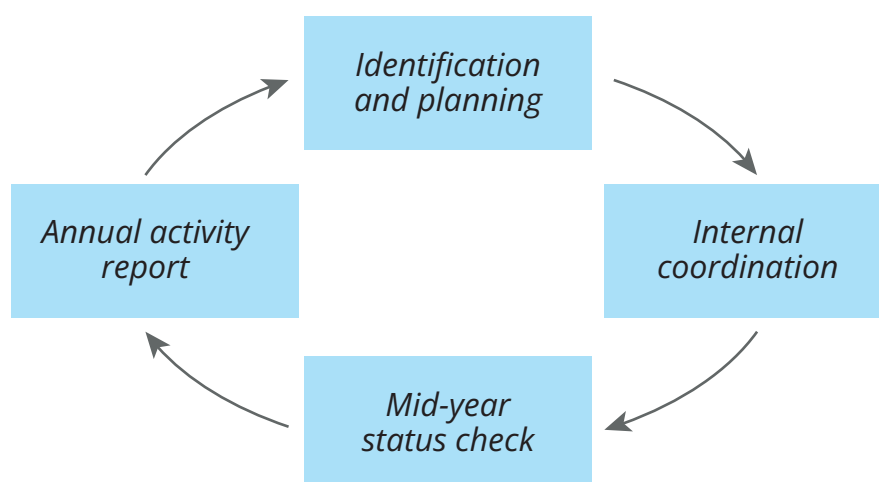 Identification
and planning
Annual activity
report
Internal
coordination
Mid-year
status check